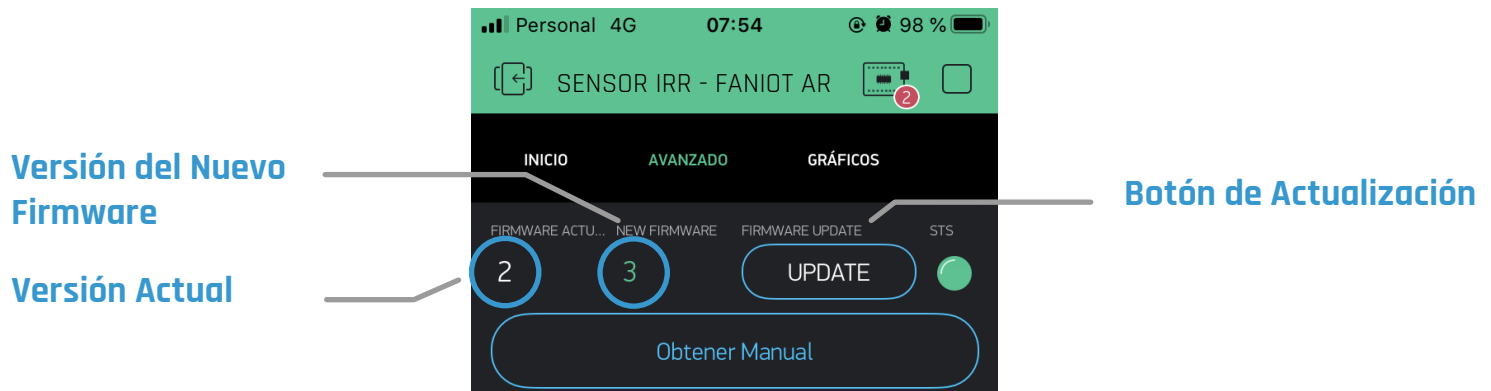 Personal 4G 07:54 98 %
SENSOR IRR - FANIOT AR
2
INICIO AVANZADO GRÁFICOS
Versión del Nuevo
Firmware
Botón de Actualización
FIRMWARE ACTU... NEW FIRMWARE FIRMWARE UPDATE STS
2 3 UPDATE
Versión Actual
Obtener Manual